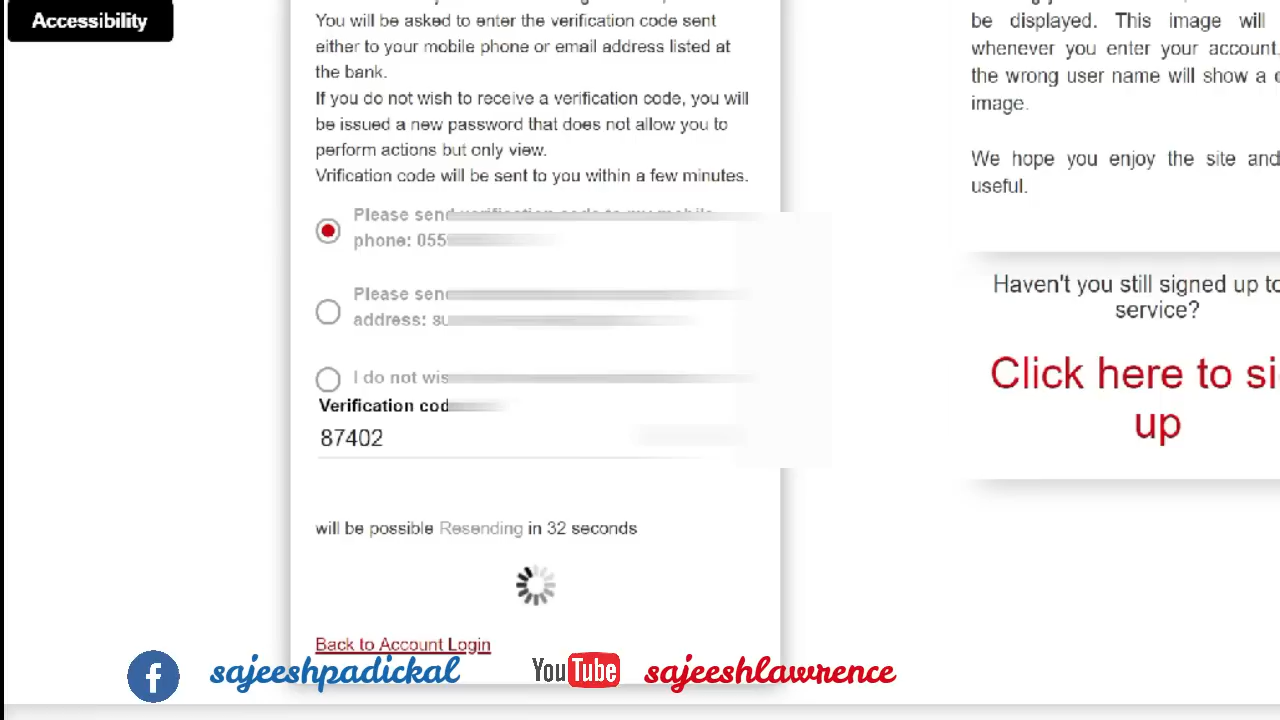 Accessibility
You will be asked to enter the verification code sent
either to your mobile phone or email address listed at
the bank.
If you do not wish to receive a verification code, you will
be issued a new password that does not allow you to
perform actions but only view.
Vrification code will be sent to you within a few minutes.
Please send verification code to my mobile
phone: 055
Please send
address:
I do not wis
Verification cod
87402
will be possible Resending in 32 seconds
Back to Account Login
be displayed. This image will
whenever you enter your account,
the wrong user name will show a
image.
We hope you enjoy the site and
useful.
Haven't you still signed up to
service?
Click here to si
up
f sajeeshpadickal
YouTube sajeeshlawrence